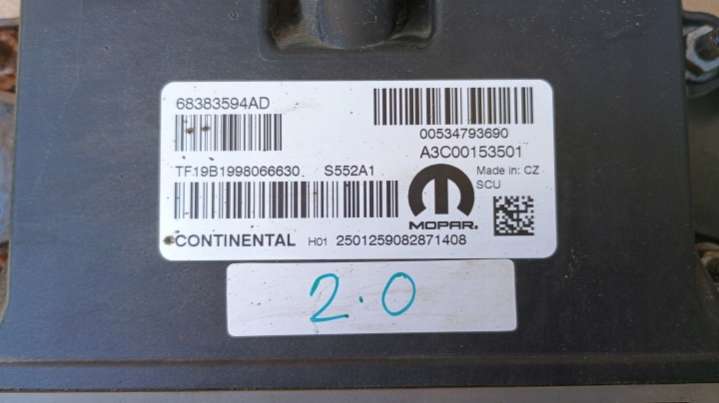 68383594AD
00534793690
A3C00153501
TF19B1998066630 S552A1
Made in: CZ
SCU
MOPAR.
CONTINENTAL H01 2501259082871408
2.0